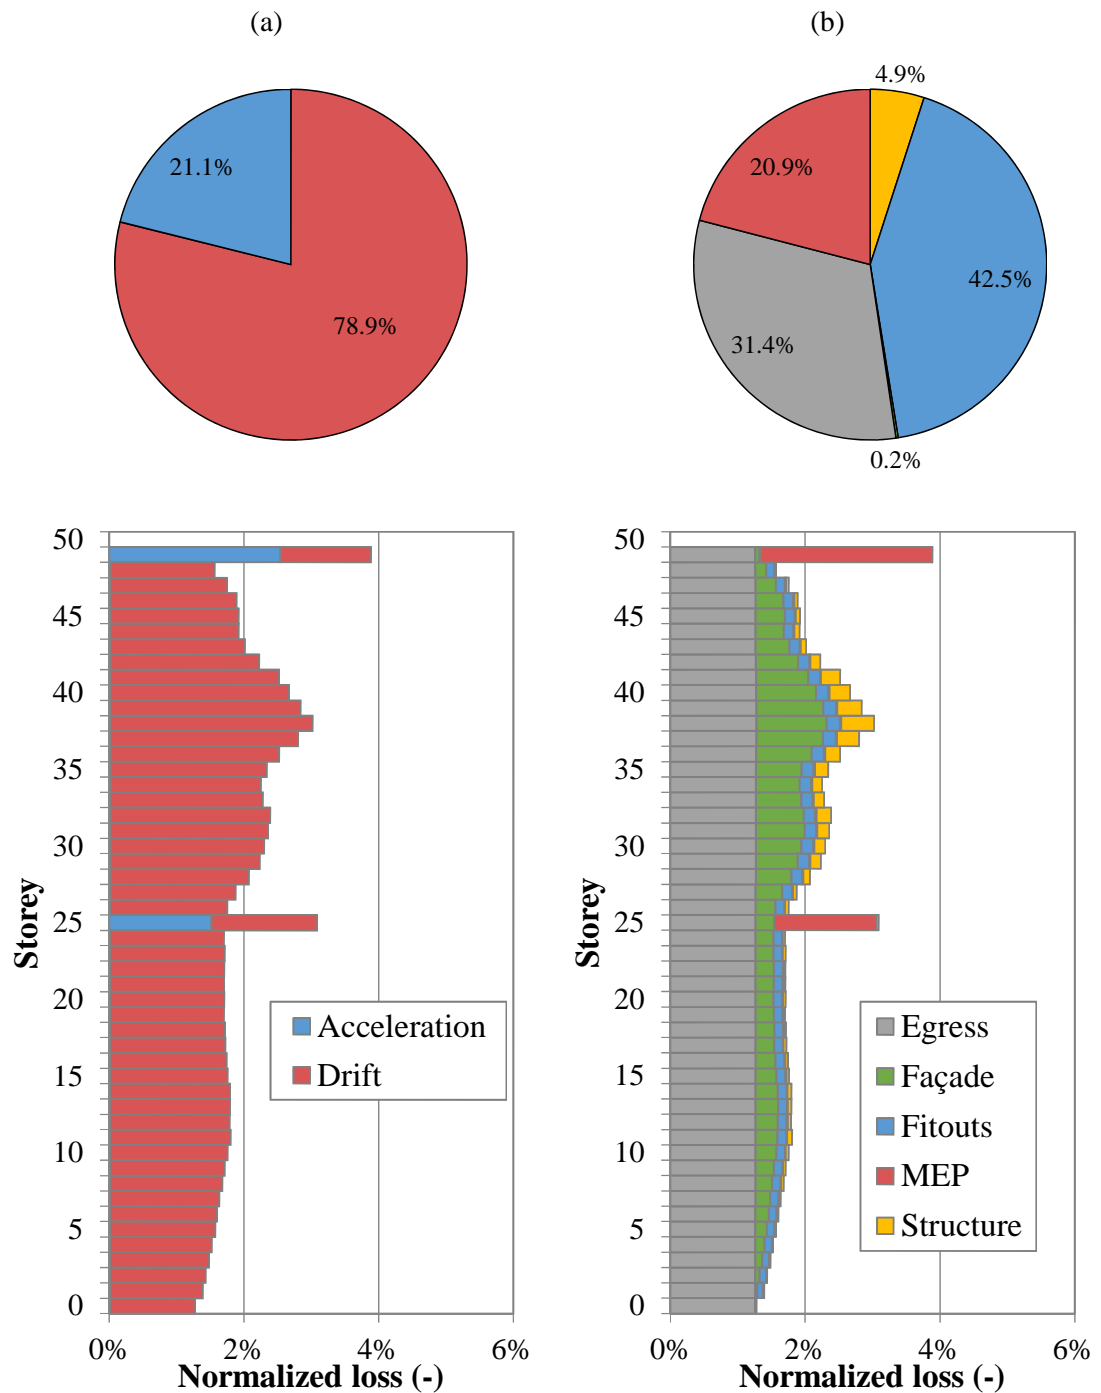 (a)
(b)
21.1%
78.9%
4.9%
20.9%
42.5%
31.4%
0.2%
50
45
40
35
30
25
20
15
10
5
0
Storey
Acceleration
Drift
0%
2%
4%
6%
Normalized loss (-)
50
45
40
35
30
25
20
15
10
5
0
Storey
Egress
Façade
Fitouts
MEP
Structure
0%
2%
4%
6%
Normalized loss (-)